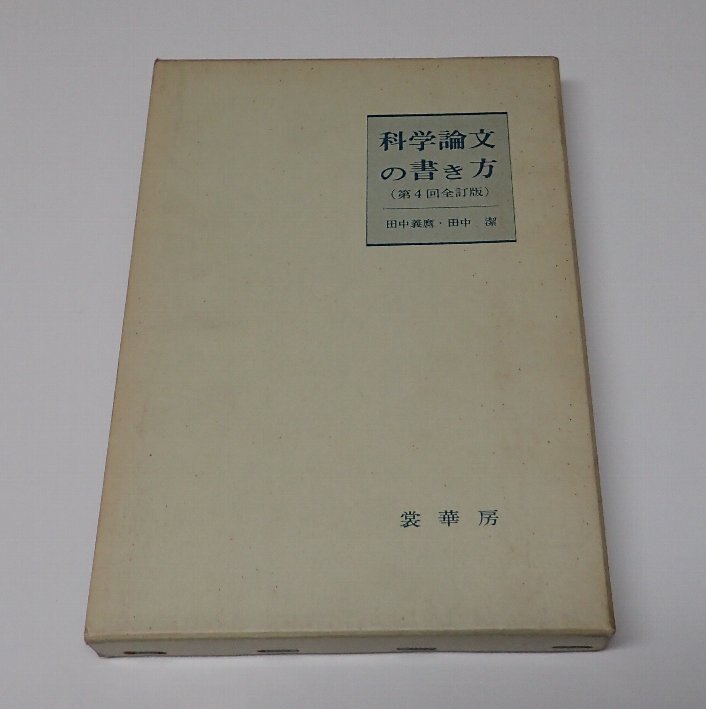 科学論文
の書き方
(第4回全訂版)
田中義麿・田中 潔
裳華房